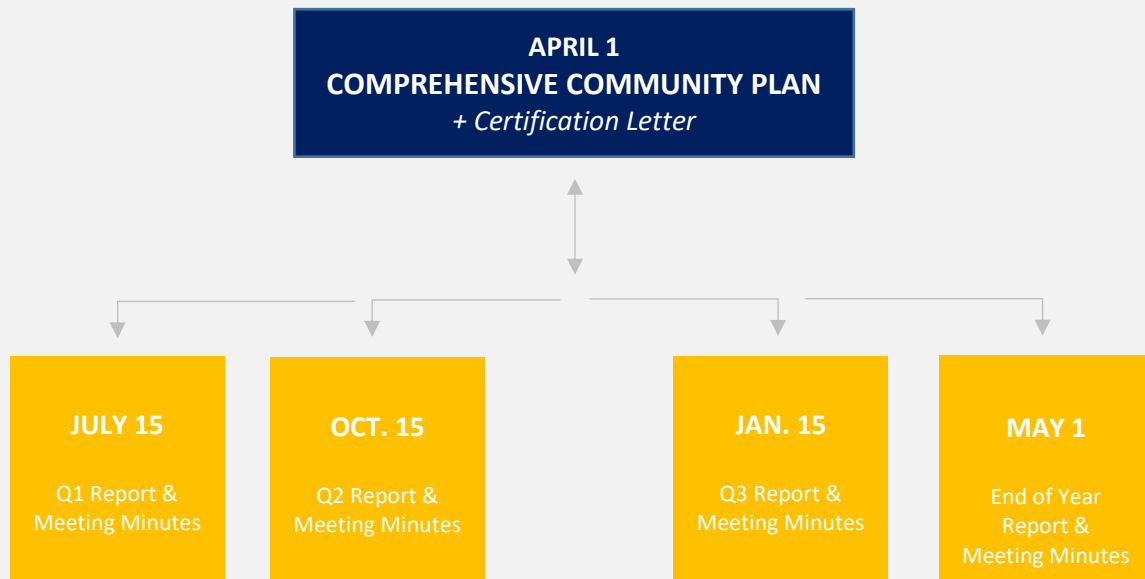 APRIL 1
COMPREHENSIVE COMMUNITY PLAN
+ Certification Letter
JULY 15
Q1 Report &
Meeting Minutes
OCT. 15
Q2 Report &
Meeting Minutes
JAN. 15
Q3 Report &
Meeting Minutes
MAY 1
End of Year
Report &
Meeting Minutes